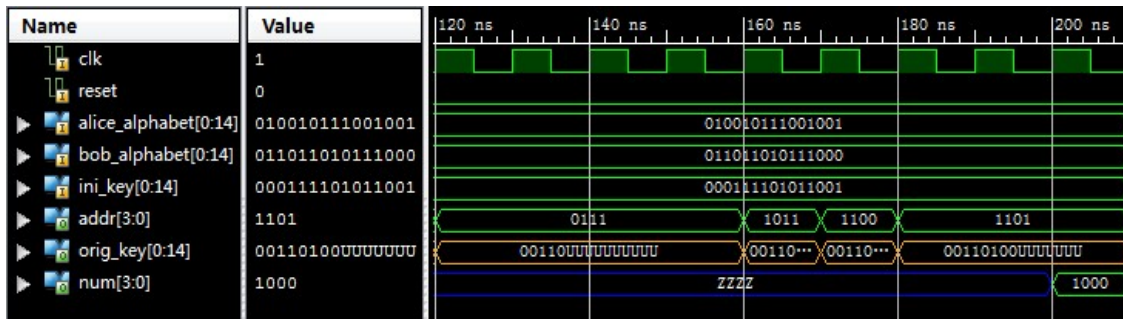 Name Value 120 ns 140 ns 160 ns 180 ns 200 ns
clk 1
reset 0
alice_alphabet[0:14] 010010111001001 010010111001001
bob_alphabet[0:14] 011011010111000 011011010111000
ini_key[0:14] 000111101011001 000111101011001
addr[3:0] 1101 0111 1011 1100 1101
orig_key[0:14] 00110100UUUUUUU 00110UUUUUUUUUU 00110··· 00110··· 00110100UUUUUUU
num[3:0] 1000 ZZZZ 1000